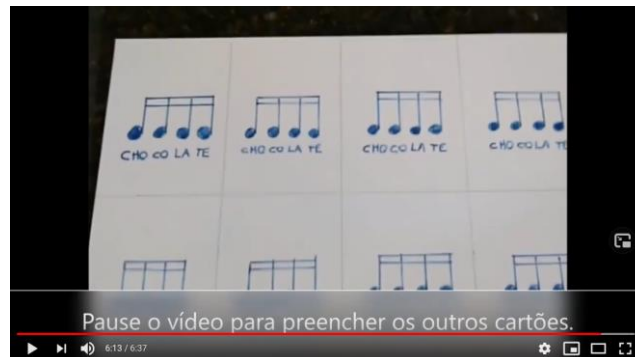 CHO CO LA TE CHO CO LA TE CHO CO LA TE CHO CO LA TE
Pause o vídeo para preencher os outros cartões.
6:13 / 6:37